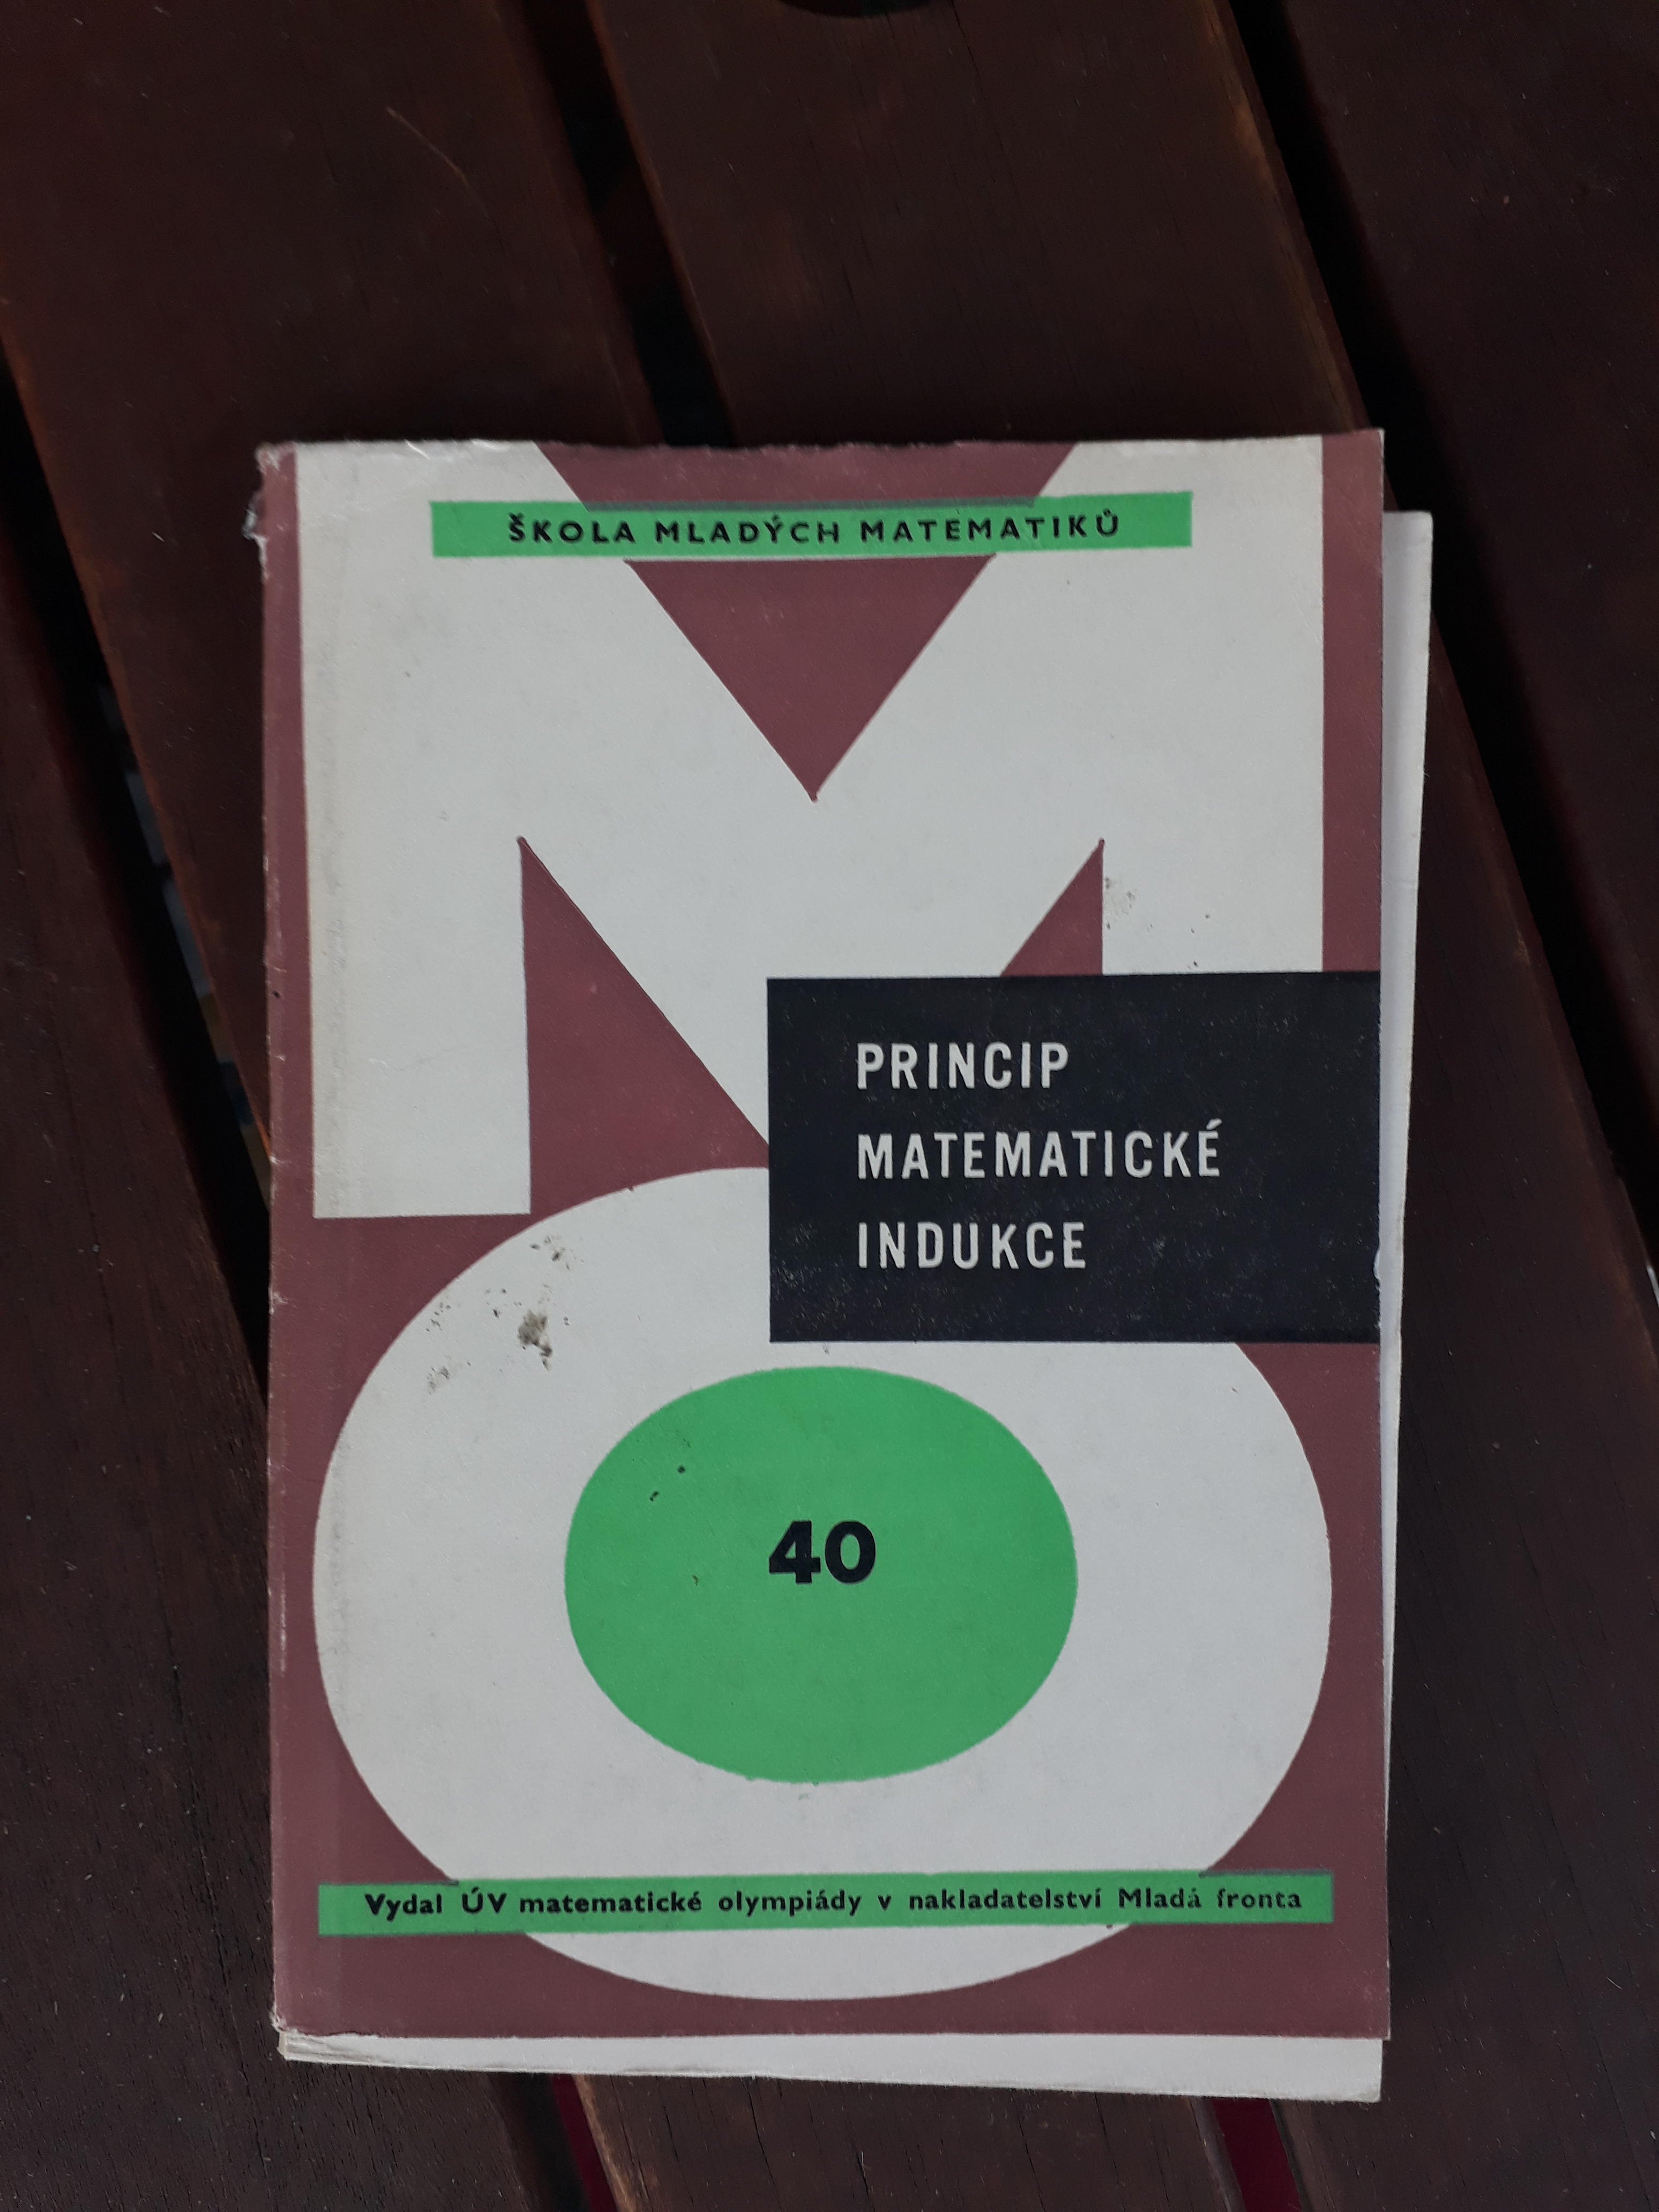 ŠKOLA MLADÝCH MATEMATIKŮ
PRINCIP
MATEMATICKÉ
INDUKCE
40
Vydal ÚV matematické olympiády v nakladatelství Mladá fronta